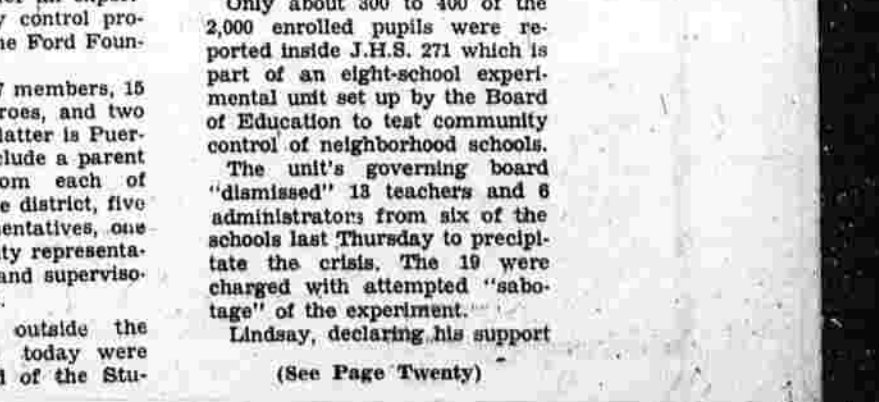 y control pro-
he Ford Foun-
7 members, 15
roes, and two
latter is Puer-
clude a parent
om each of
e district, five
entatives, one
ty representa-
and superviso-
outside the
today were
d of the Stu-
Only about 300 to 400 of the
2,000 enrolled pupils were re-
ported inside J.H.S. 271 which is
part of an eight-school experi-
mental unit set up by the Board
of Education to test community
control of neighborhood schools.
The unit's governing board
"dismissed" 13 teachers and 6
administrators from six of the
schools last Thursday to precipi-
tate the crisis. The 19 were
charged with attempted "sabo-
tage" of the experiment.
Lindsay, declaring his support
(See Page Twenty)